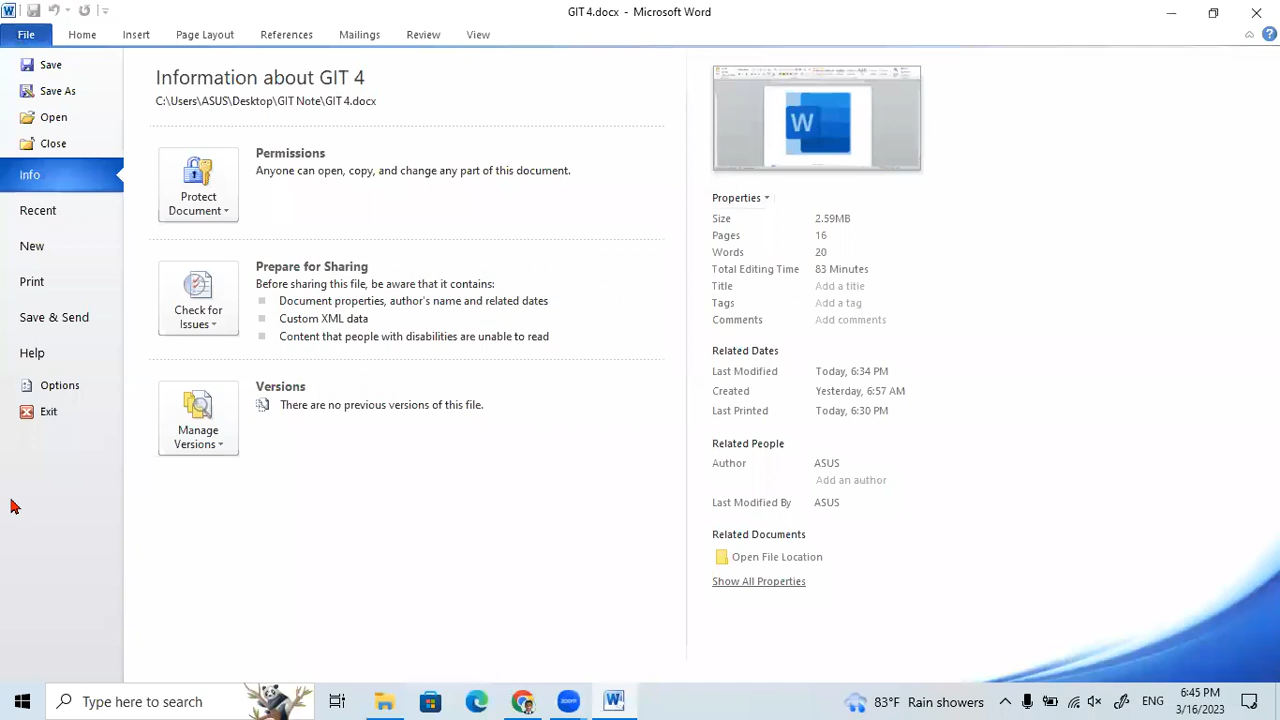 GIT 4.docx - Microsoft Word
File Home Insert Page Layout References Mailings Review View
Save
Save As
Open
Close
Info
Recent
New
Print
Save & Send
Help
Options
Exit
Information about GIT 4
C:\Users\ASUS\Desktop\GIT Note\GIT 4.docx
Protect
Document
Permissions
Anyone can open, copy, and change any part of this document.
Check for
Issues
Prepare for Sharing
Before sharing this file, be aware that it contains:
Document properties, author's name and related dates
Custom XML data
Content that people with disabilities are unable to read
Manage
Versions
Versions
There are no previous versions of this file.
W
Properties
Size 2.59MB
Pages 16
Words 20
Total Editing Time 83 Minutes
Title Add a title
Tags Add a tag
Comments Add comments
Related Dates
Last Modified Today, 6:34 PM
Created Yesterday, 6:57 AM
Last Printed Today, 6:30 PM
Related People
Author ASUS
Add an author
Last Modified By ASUS
Related Documents
Open File Location
Show All Properties
Type here to search
83°F Rain showers
ENG
6:45 PM
3/16/2023